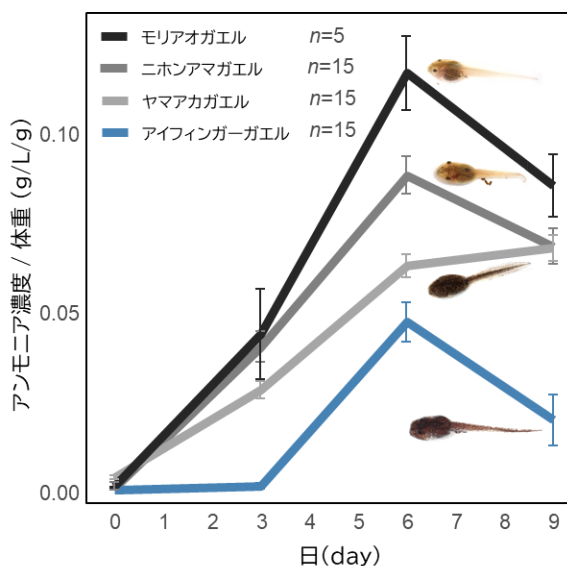 モリアオガエル n=5
ニホンアマガエル n=15
ヤマアカガエル n=15
アイフィンガーガエル n=15
アンモニア濃度 / 体重 (g/L/g)
0.10
0.05
0.00
0 1 2 3 4 5 6 7 8 9
日(day)